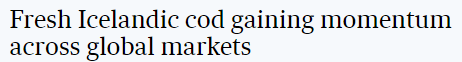 Fresh Icelandic cod gaining momentum
across global markets